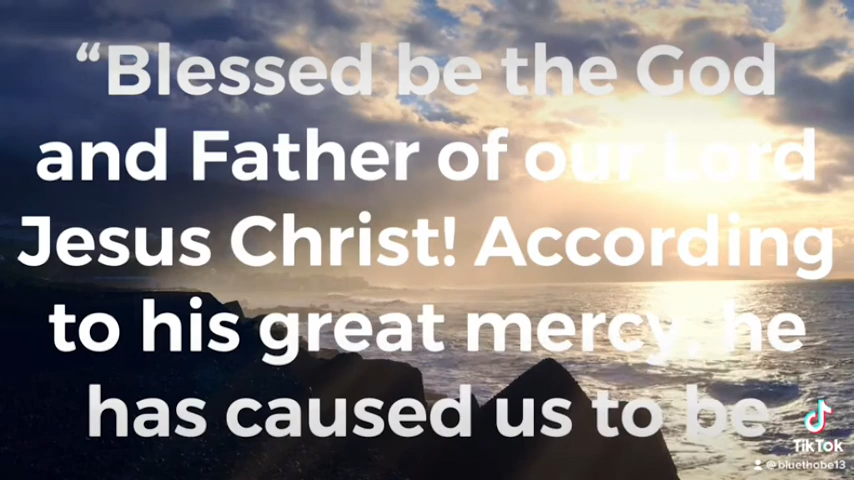 “Blessed be the God
and Father of our Lord
Jesus Christ! According
to his great mercy, he
has caused us to be
TikTok
@bluethobe13